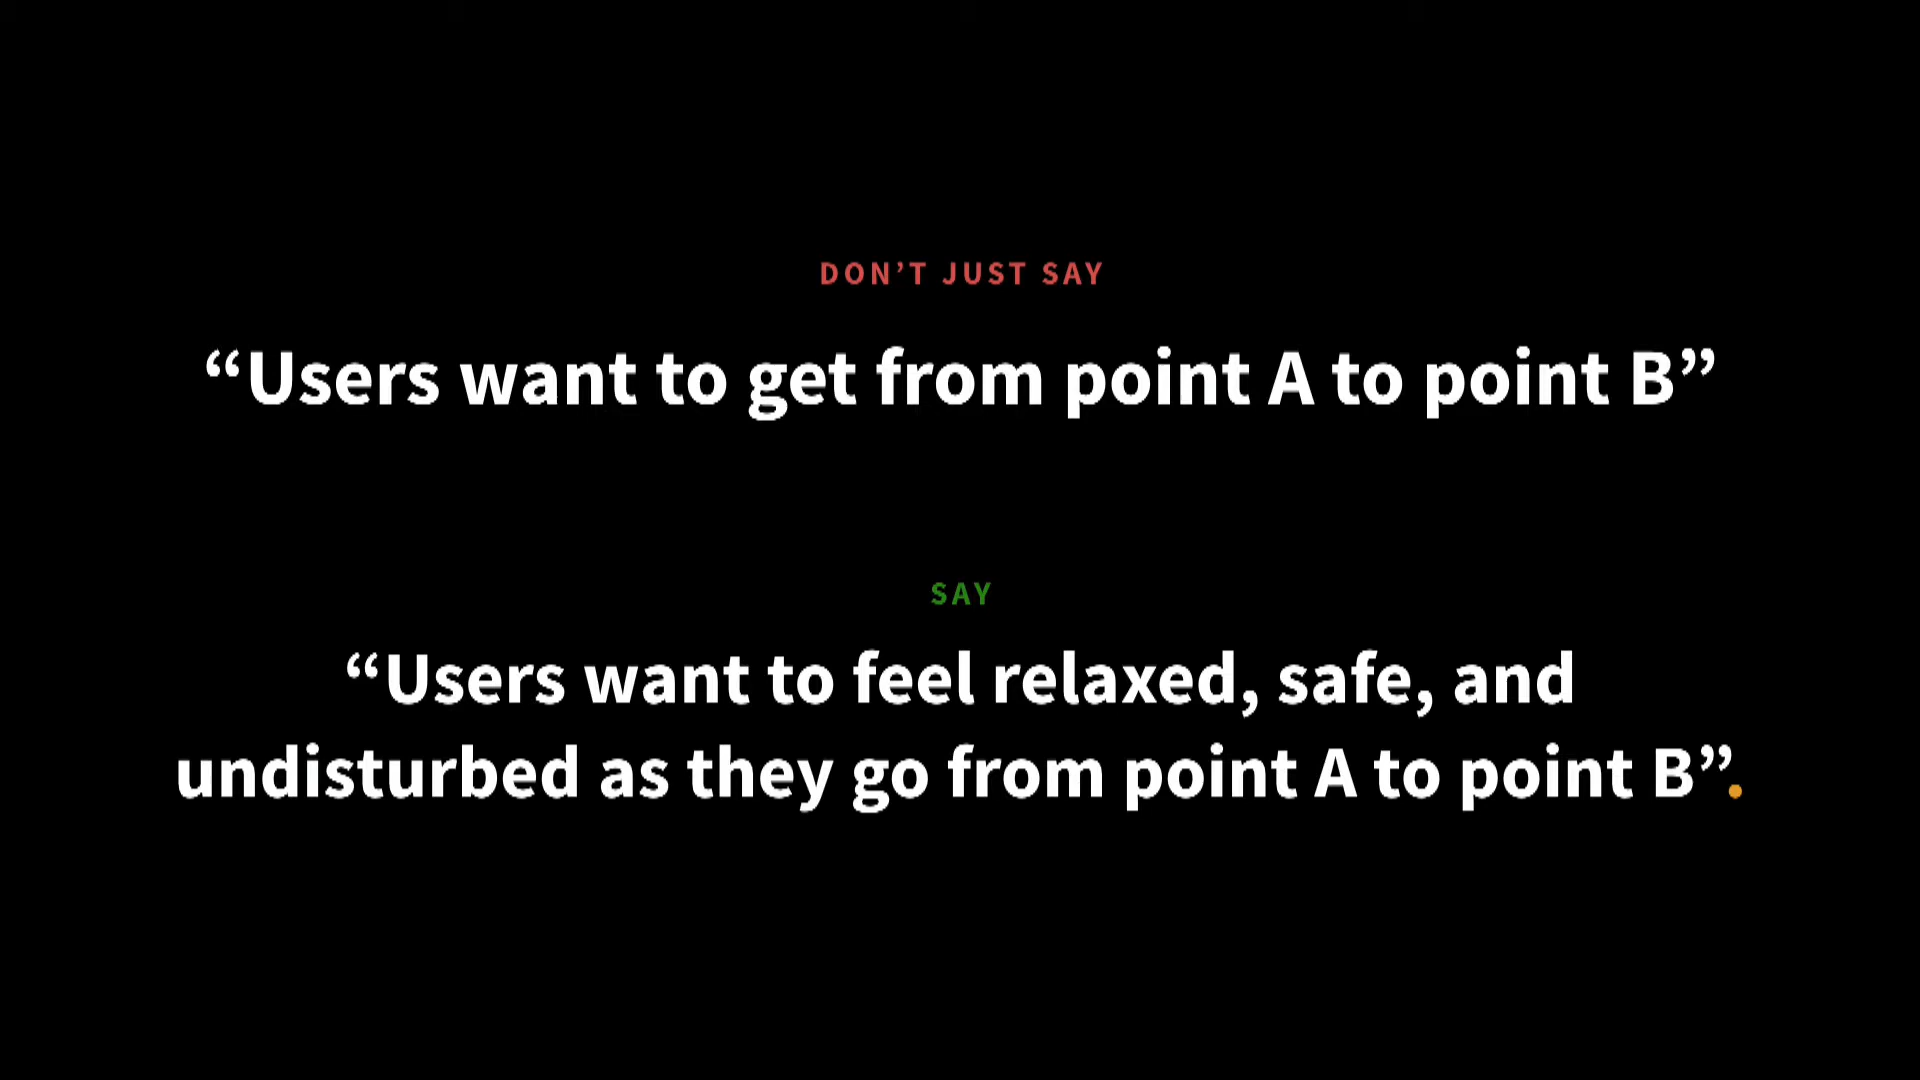 DON’T JUST SAY
“Users want to get from point A to point B”
SAY
“Users want to feel relaxed, safe, and
undisturbed as they go from point A to point B”.